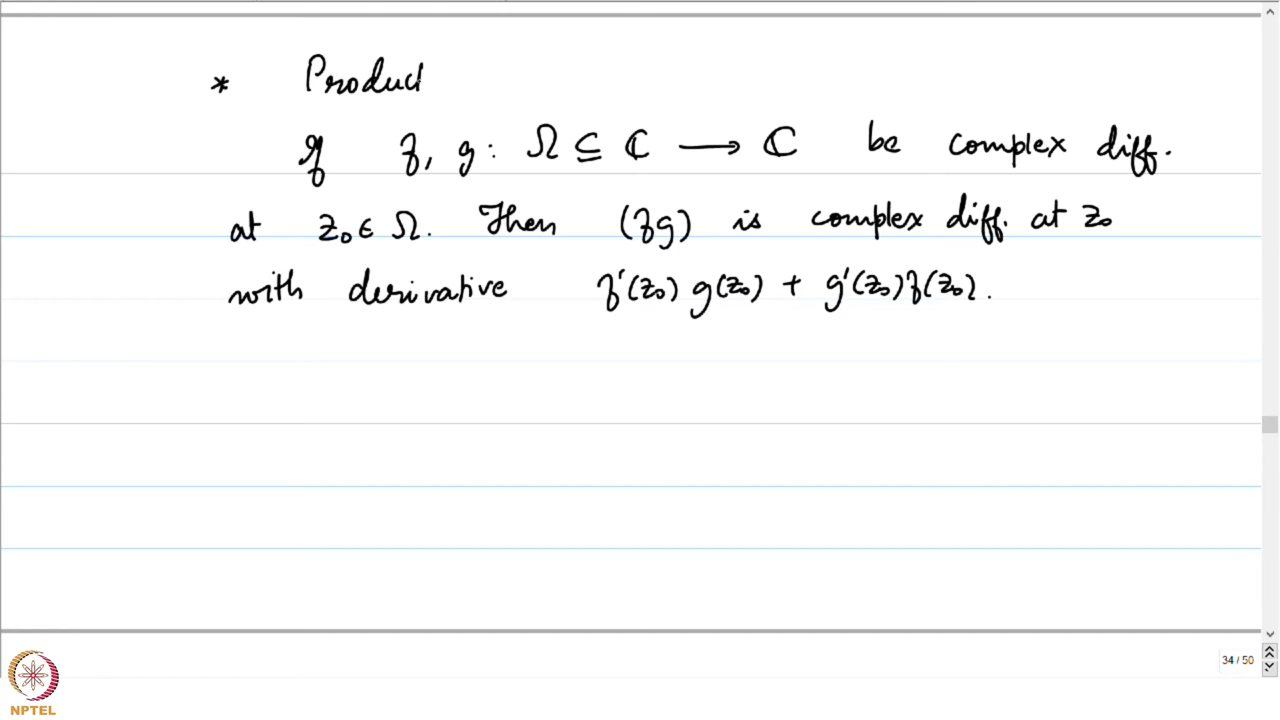 * Product
If f, g : Ω ⊆ ℂ ⟶ ℂ be complex diff.
at z₀ ∈ Ω. Then (fg) is complex diff. at z₀
with derivative f'(z₀) g(z₀) + g'(z₀) f(z₀).
34 / 50
NPTEL